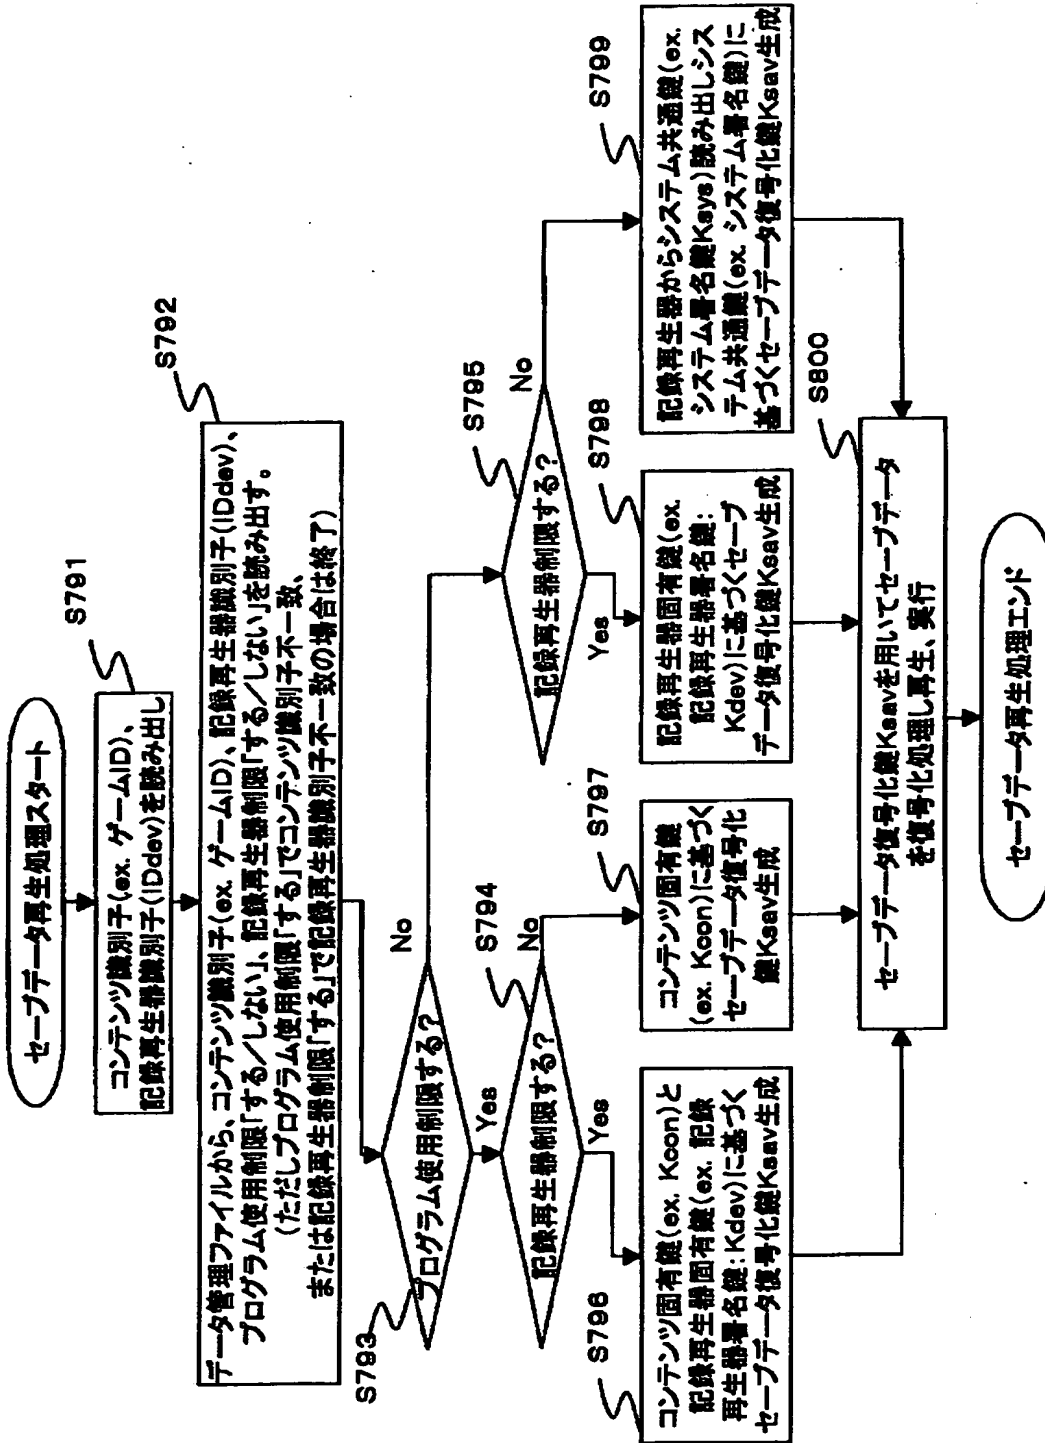 セーブデータ再生処理スタート
S791
コンテンツ識別子(ex. ゲームID)、
記録再生器識別子(IDdev)を読み出し
S792
データ管理ファイルから、コンテンツ識別子(ex. ゲームID)、記録再生器識別子(IDdev)、
プログラム使用制限「する/しない」、記録再生器制限「する/しない」を読み出す。
(ただしプログラム使用制限「する」でコンテンツ識別子不一致、
または記録再生器制限「する」で記録再生器識別子不一致の場合は終了)
S793
プログラム使用制限する?
No
Yes
S794
記録再生器制限する?
No
Yes
S795
記録再生器制限する?
No
Yes
S796
コンテンツ固有鍵(ex. Kcon)と
記録再生器固有鍵(ex. 記録
再生器署名鍵:Kdev)に基づく
セーブデータ復号化鍵Ksav生成
S797
コンテンツ固有鍵
(ex. Kcon)に基づく
セーブデータ復号化
鍵Ksav生成
S798
記録再生器固有鍵(ex.
記録再生器署名鍵:
Kdev)に基づくセーブ
データ復号化鍵Ksav生成
S799
記録再生器からシステム共通鍵(ex.
システム署名鍵Ksys)読み出しシス
テム共通鍵(ex. システム署名鍵)に
基づくセーブデータ復号化鍵Ksav生成
S800
セーブデータ復号化鍵Ksavを用いてセーブデータ
を復号化処理し再生、実行
セーブデータ再生処理エンド